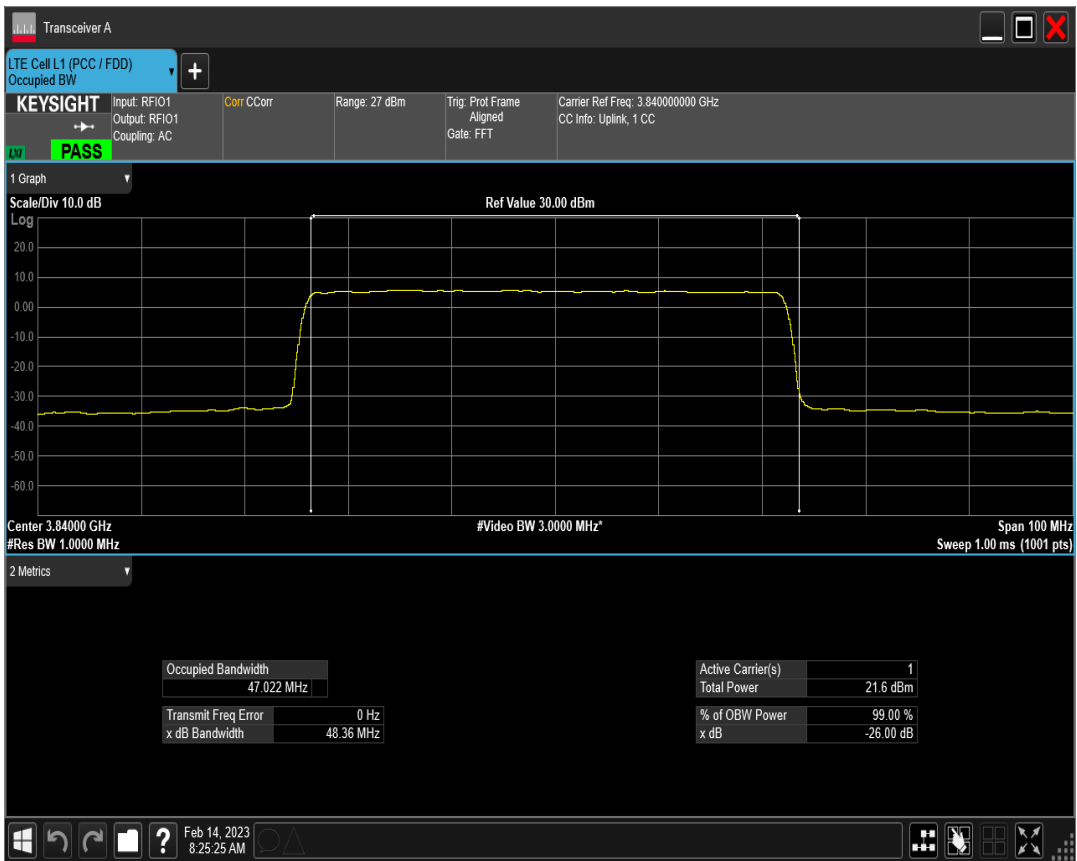 Transceiver A
LTE Cell L1 (PCC / FDD)
Occupied BW
+
KEYSIGHT
LXI
PASS
Input: RFIO1
Output: RFIO1
Coupling: AC
Corr CCorr
Range: 27 dBm
Trig: Prot Frame
Aligned
Gate: FFT
Carrier Ref Freq: 3.840000000 GHz
CC Info: Uplink, 1 CC
1 Graph
Scale/Div 10.0 dB
Ref Value 30.00 dBm
Log
20.0
10.0
0.00
-10.0
-20.0
-30.0
-40.0
-50.0
-60.0
Center 3.84000 GHz
#Video BW 3.0000 MHz*
Span 100 MHz
#Res BW 1.0000 MHz
Sweep 1.00 ms (1001 pts)
2 Metrics
Occupied Bandwidth
47.022 MHz
Transmit Freq Error 0 Hz
x dB Bandwidth 48.36 MHz
Active Carrier(s) 1
Total Power 21.6 dBm
% of OBW Power 99.00 %
x dB -26.00 dB
?
Feb 14, 2023
8:25:25 AM